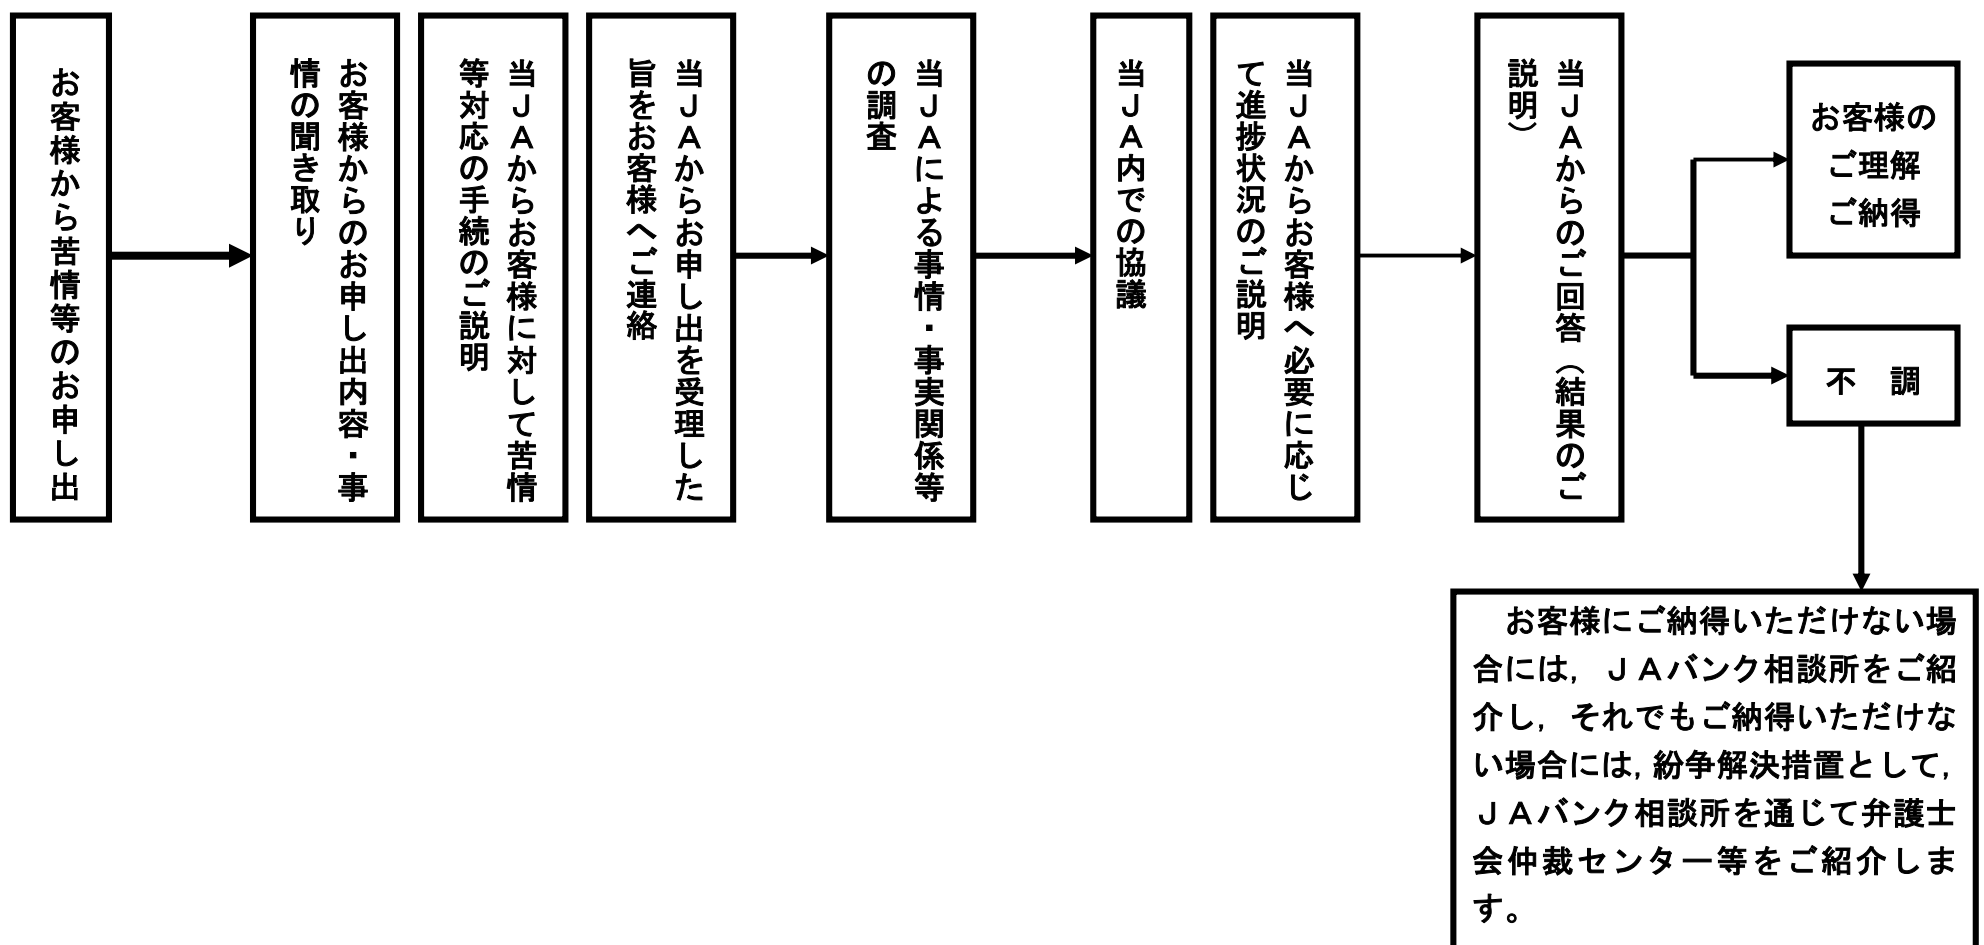 お客様から苦情等のお申し出
お客様からのお申し出内容・事
情の聞き取り
当ＪＡからお客様に対して苦情
等対応の手続のご説明
当ＪＡからお申し出を受理した
旨をお客様へご連絡
当ＪＡによる事情・事実関係等
の調査
当ＪＡ内での協議
当ＪＡからお客様へ必要に応じ
て進捗状況のご説明
当ＪＡからのご回答（結果のご
説明）
お客様の
ご理解
ご納得
不　調
　お客様にご納得いただけない場
合には，ＪＡバンク相談所をご紹
介し，それでもご納得いただけな
い場合には，紛争解決措置として，
ＪＡバンク相談所を通じて弁護士
会仲裁センター等をご紹介しま
す。